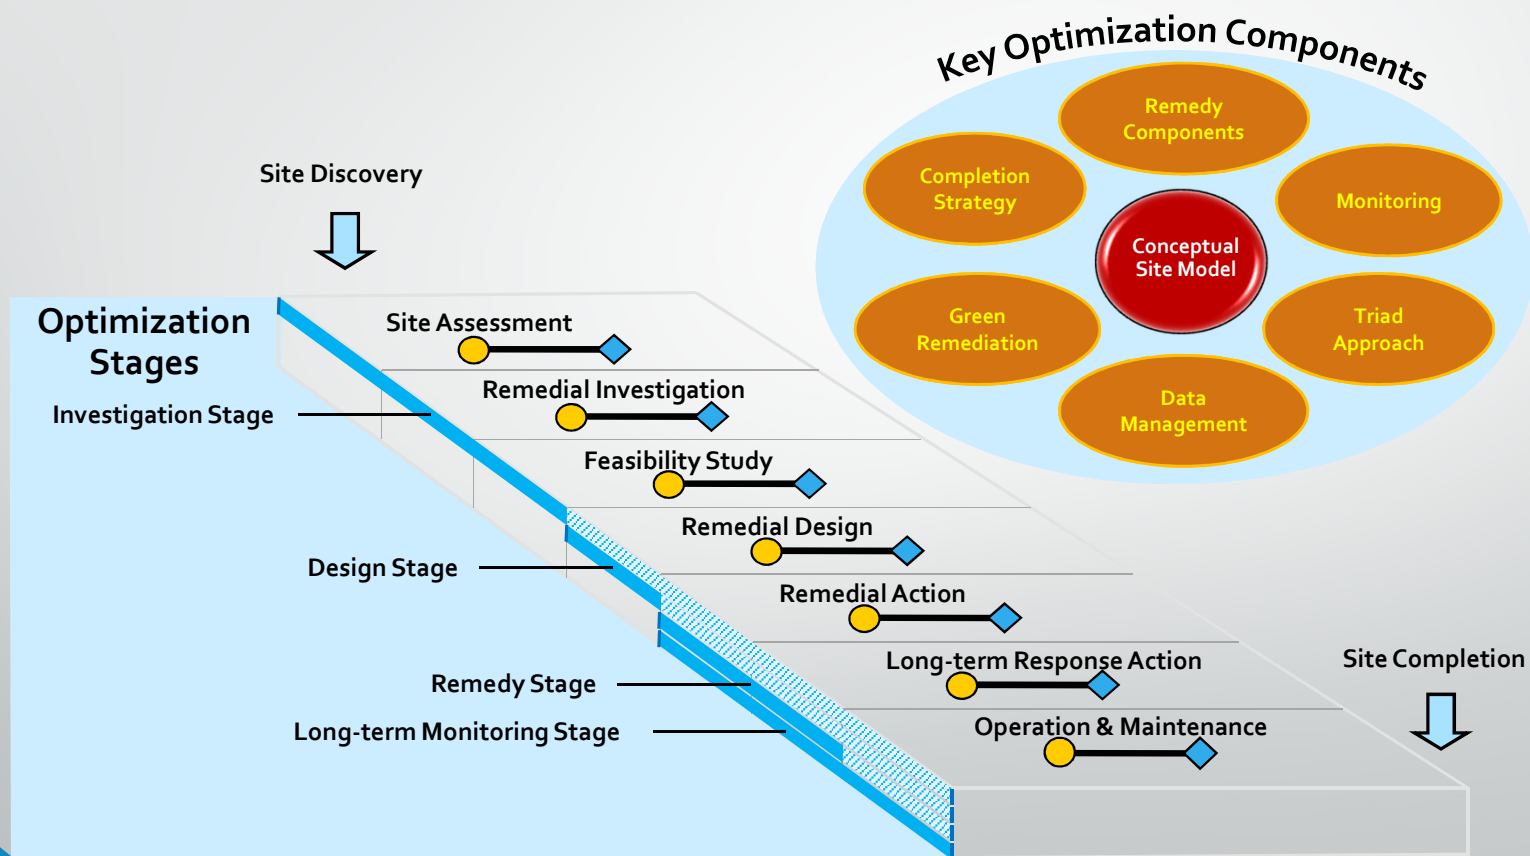 Key Optimization Components
Remedy
Components
Completion
Strategy
Monitoring
Conceptual
Site Model
Green
Remediation
Triad
Approach
Data
Management
Site Discovery
Optimization
Stages
Site Assessment
Remedial Investigation
Investigation Stage
Feasibility Study
Remedial Design
Design Stage
Remedial Action
Long-term Response Action
Site Completion
Remedy Stage
Operation & Maintenance
Long-term Monitoring Stage